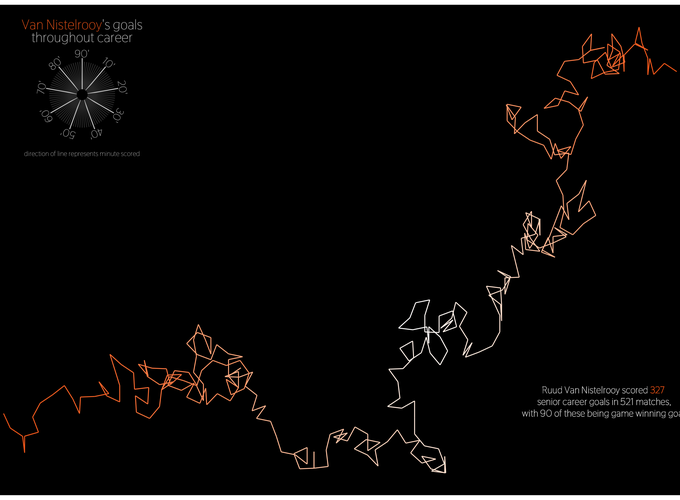 Van Nistelrooy's goals
throughout career
90'
80'
10'
70'
20'
60'
30'
50'
40'
direction of line represents minute scored
Ruud Van Nistelrooy scored 327
senior career goals in 521 matches,
with 90 of these being game winning goa